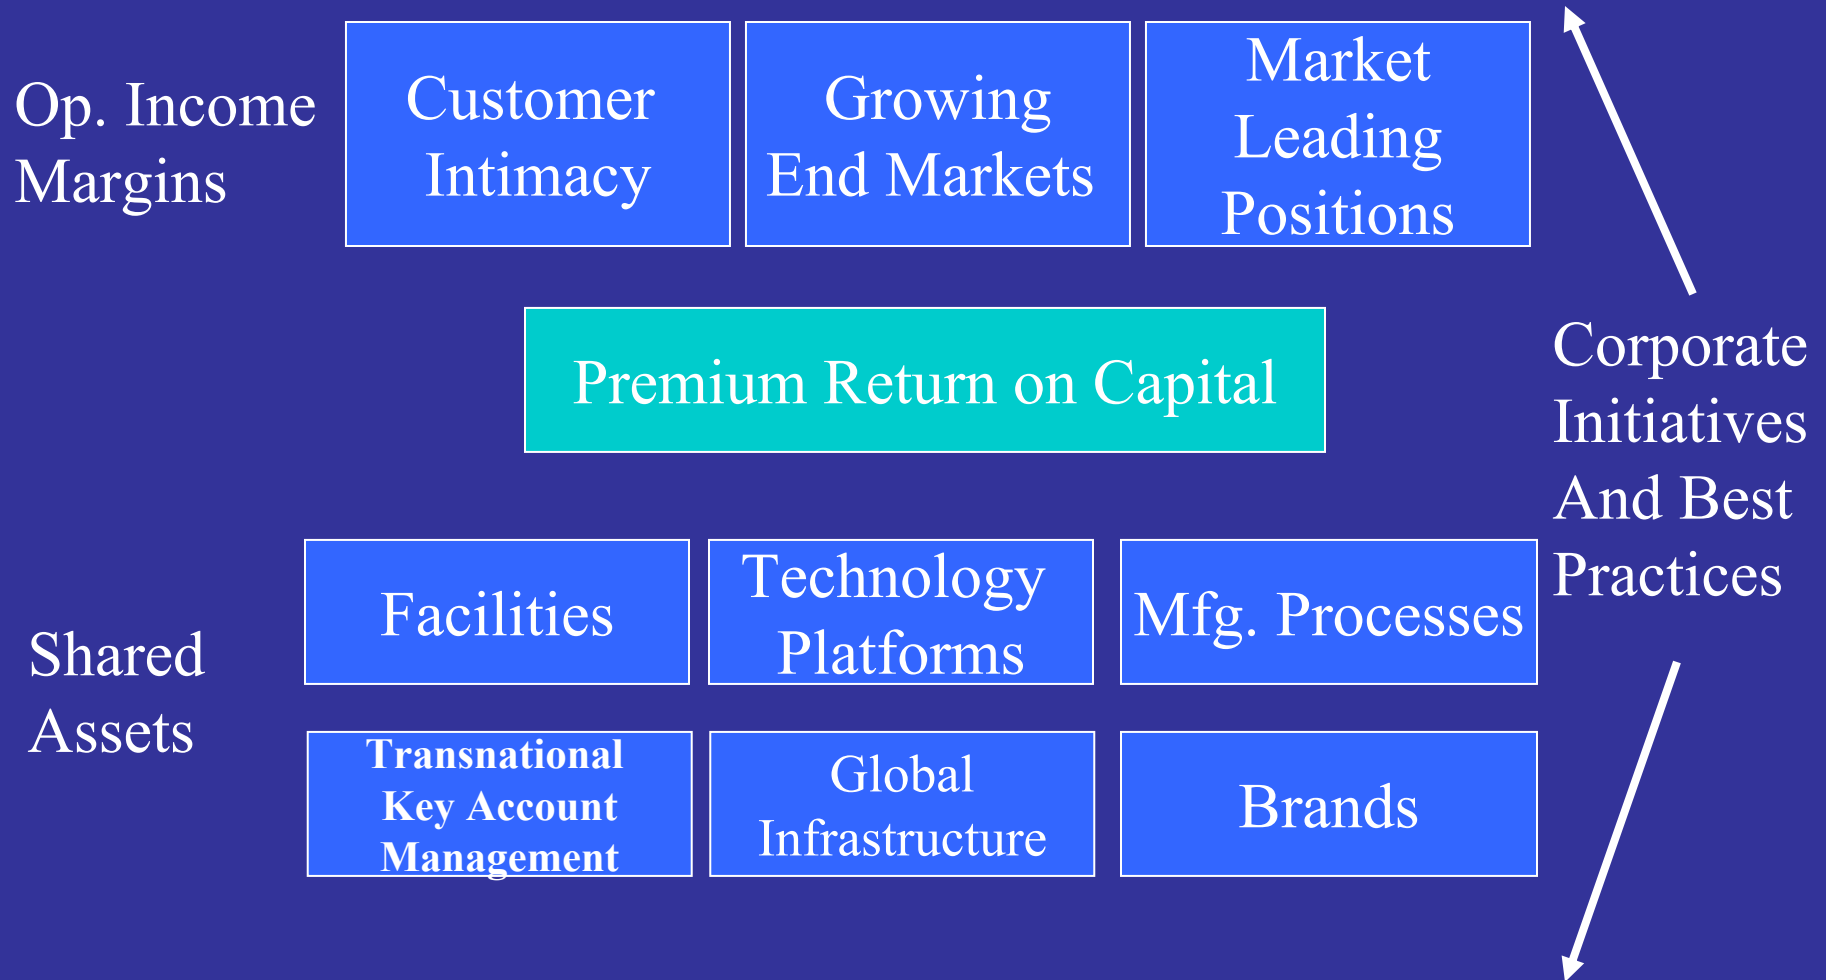 Op. Income
Margins
Customer
Intimacy
Growing
End Markets
Market
Leading
Positions
Premium Return on Capital
Corporate
Initiatives
And Best
Practices
Shared
Assets
Facilities
Technology
Platforms
Mfg. Processes
Transnational
Key Account
Management
Global
Infrastructure
Brands